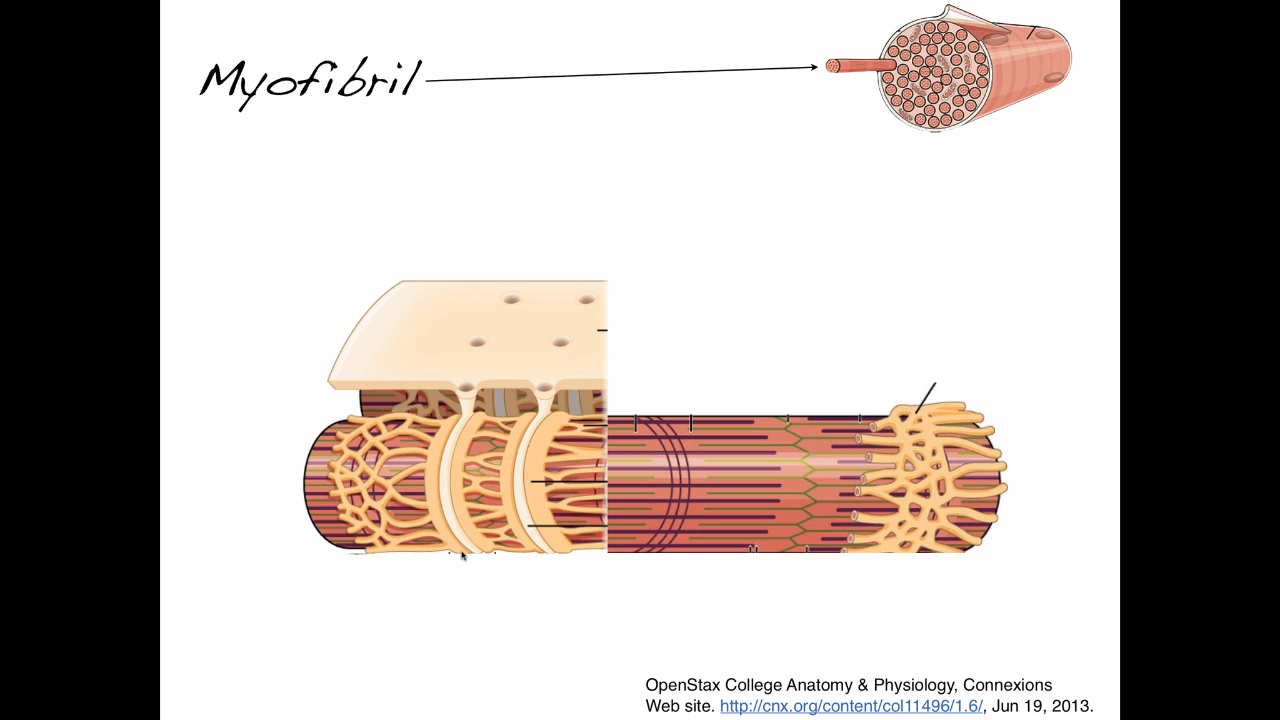 Myofibril
OpenStax College Anatomy & Physiology, Connexions
Web site. http://cnx.org/content/col11496/1.6/, Jun 19, 2013.